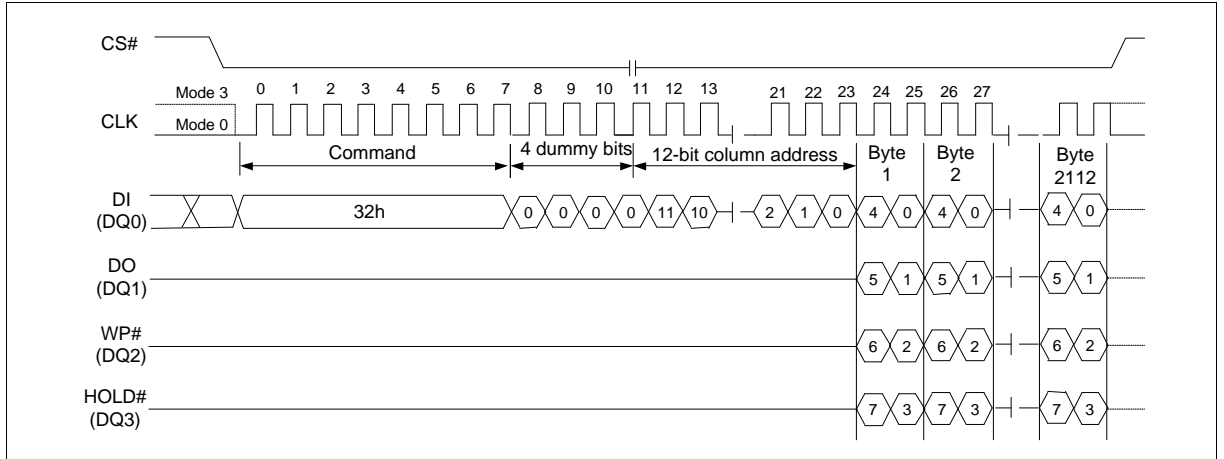 CS#
Mode 3 0 1 2 3 4 5 6 7 8 9 10 11 12 13 21 22 23 24 25 26 27
CLK
Mode 0
Command 4 dummy bits 12-bit column address Byte 1 Byte 2 Byte 2112
DI (DQ0) 32h 0 0 0 0 11 10 2 1 0 4 0 4 0 4 0
DO (DQ1) 5 1 5 1 5 1
WP# (DQ2) 6 2 6 2 6 2
HOLD# (DQ3) 7 3 7 3 7 3